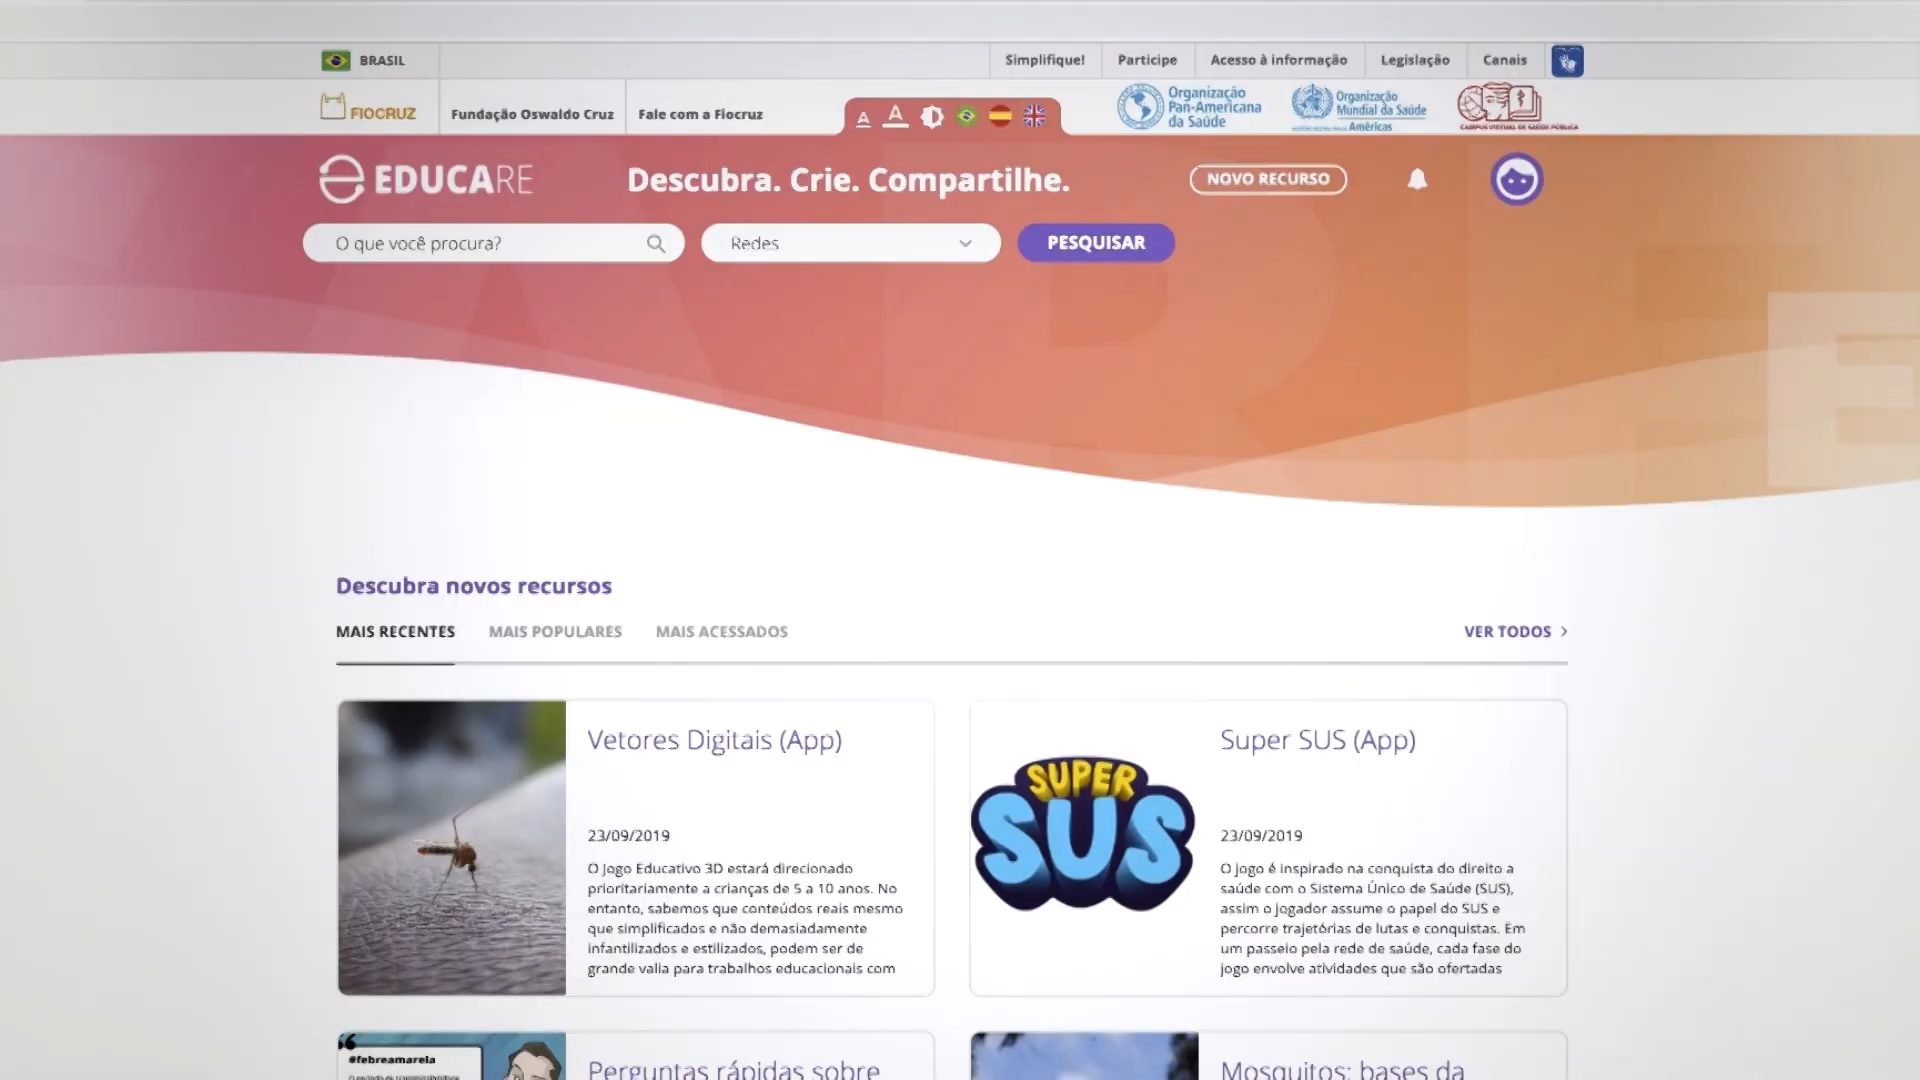 BRASIL
Simplifique!
Participe
Acesso à informação
Legislação
Canais
FIOCRUZ
Fundação Oswaldo Cruz
Fale com a Fiocruz
A A
Organização
Pan-Americana
da Saúde
Organização
Mundial da Saúde
Américas
CAMPUS VIRTUAL DE SAÚDE PÚBLICA
EDUCARE
Descubra. Crie. Compartilhe.
NOVO RECURSO
O que você procura?
Redes
PESQUISAR
Descubra novos recursos
MAIS RECENTES
MAIS POPULARES
MAIS ACESSADOS
VER TODOS
Vetores Digitais (App)
23/09/2019
O Jogo Educativo 3D estará direcionado
prioritariamente a crianças de 5 a 10 anos. No
entanto, sabemos que conteúdos reais mesmo
que simplificados e não demasiadamente
infantilizados e estilizados, podem ser de
grande valia para trabalhos educacionais com
SUPER
SUS
Super SUS (App)
23/09/2019
O jogo é inspirado na conquista do direito a
saúde com o Sistema Único de Saúde (SUS),
assim o jogador assume o papel do SUS e
percorre trajetórias de lutas e conquistas. Em
um passeio pela rede de saúde, cada fase do
jogo envolve atividades que são ofertadas
#febreamarela
Perguntas rápidas sobre
Mosquitos: bases da